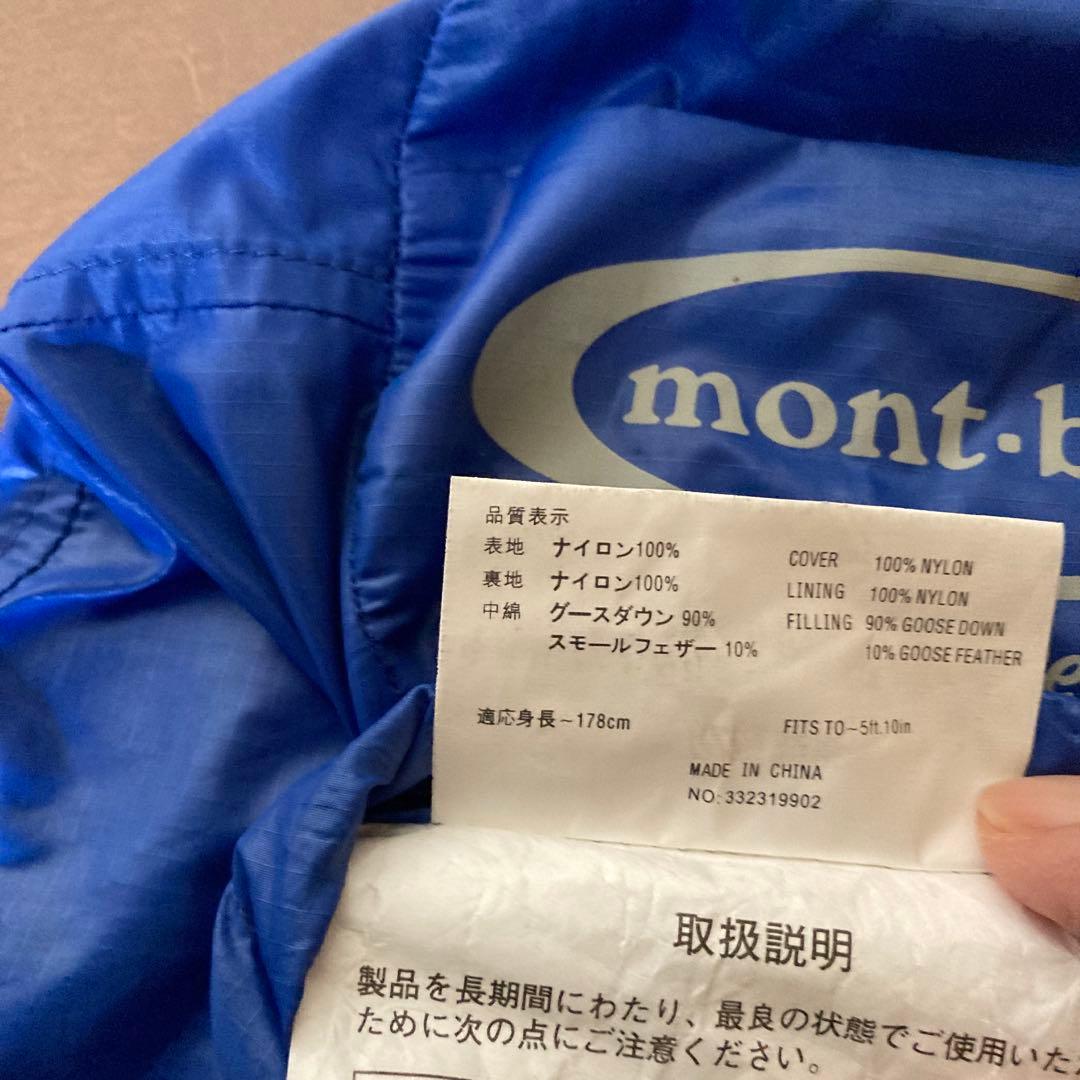 mont-b
品質表示
表地 ナイロン100%
裏地 ナイロン100%
中綿 グースダウン 90%
スモールフェザー 10%
COVER 100% NYLON
LINING 100% NYLON
FILLING 90% GOOSE DOWN
10% GOOSE FEATHER
適応身長~178cm
FITS TO~5ft.10in
MADE IN CHINA
NO: 332319902
取扱説明
製品を長期間にわたり、最良の状態でご使用いた
ために次の点にご注意ください。